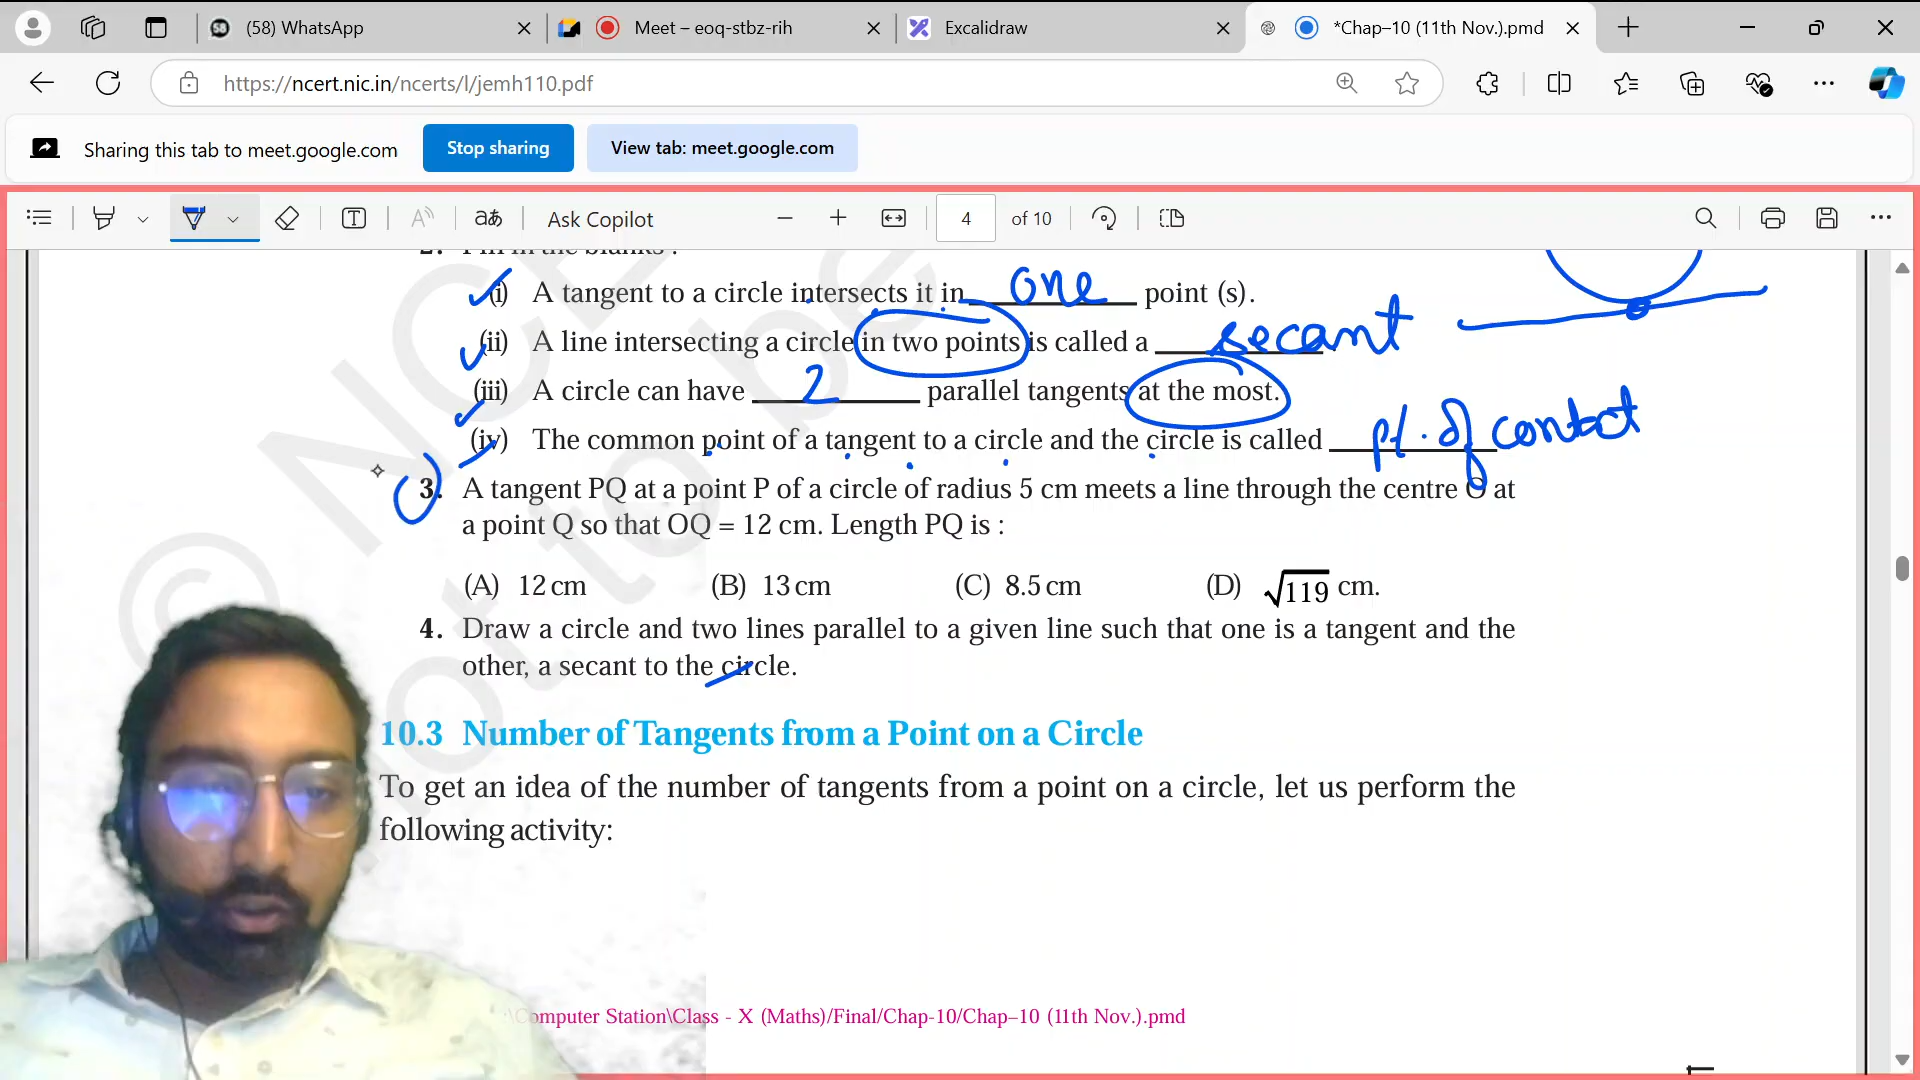 (58) WhatsApp
Meet – eoq-stbz-rih
Excalidraw
*Chap–10 (11th Nov.).pmd
https://ncert.nic.in/ncerts/l/jemh110.pdf
Sharing this tab to meet.google.com
Stop sharing
View tab: meet.google.com
Ask Copilot
4 of 10
2. Fill in the blanks :
(i) A tangent to a circle intersects it in one point (s).
(ii) A line intersecting a circle in two points is called a secant.
(iii) A circle can have 2 parallel tangents at the most.
(iv) The common point of a tangent to a circle and the circle is called pt. of contact
3. A tangent PQ at a point P of a circle of radius 5 cm meets a line through the centre O at
a point Q so that OQ = 12 cm. Length PQ is :
(A) 12 cm (B) 13 cm (C) 8.5 cm (D) √119 cm.
4. Draw a circle and two lines parallel to a given line such that one is a tangent and the
other, a secant to the circle.
10.3 Number of Tangents from a Point on a Circle
To get an idea of the number of tangents from a point on a circle, let us perform the
following activity:
\Computer Station\Class - X (Maths)/Final/Chap-10/Chap–10 (11th Nov.).pmd